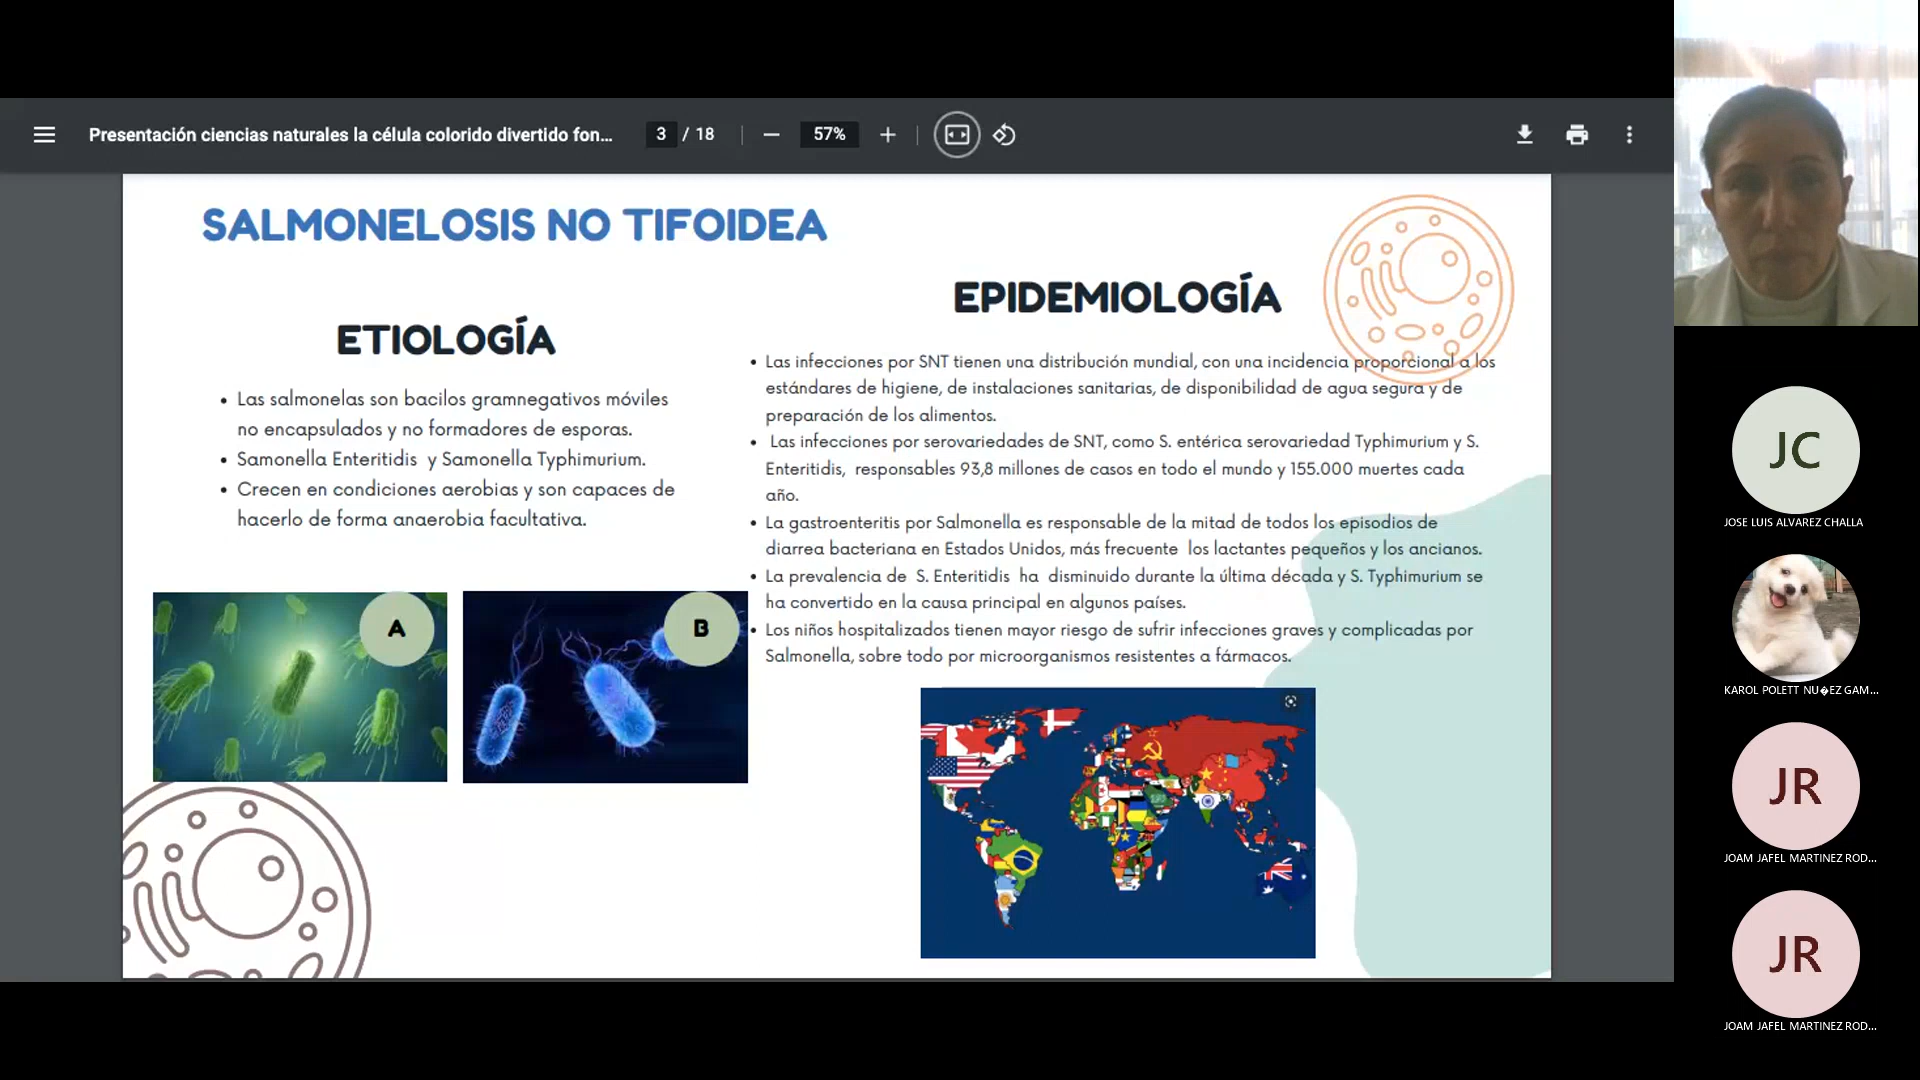 Presentación ciencias naturales la célula colorido divertido fon...
3 / 18
57%
SALMONELOSIS NO TIFOIDEA
ETIOLOGÍA
Las salmonelas son bacilos gramnegativos móviles
no encapsulados y no formadores de esporas.
Samonella Enteritidis y Samonella Typhimurium.
Crecen en condiciones aerobias y son capaces de
hacerlo de forma anaerobia facultativa.
A
B
EPIDEMIOLOGÍA
Las infecciones por SNT tienen una distribución mundial, con una incidencia proporcional a los
estándares de higiene, de instalaciones sanitarias, de disponibilidad de agua segura y de
preparación de los alimentos.
Las infecciones por serovariedades de SNT, como S. entérica serovariedad Typhimurium y S.
Enteritidis, responsables 93,8 millones de casos en todo el mundo y 155.000 muertes cada
año.
La gastroenteritis por Salmonella es responsable de la mitad de todos los episodios de
diarrea bacteriana en Estados Unidos, más frecuente los lactantes pequeños y los ancianos.
La prevalencia de S. Enteritidis ha disminuido durante la última década y S. Typhimurium se
ha convertido en la causa principal en algunos países.
Los niños hospitalizados tienen mayor riesgo de sufrir infecciones graves y complicadas por
Salmonella, sobre todo por microorganismos resistentes a fármacos.
JC
JOSE LUIS ALVAREZ CHALLA
KAROL POLETT NU�EZ GAM...
JR
JOAM JAFEL MARTINEZ ROD...
JR
JOAM JAFEL MARTINEZ ROD...